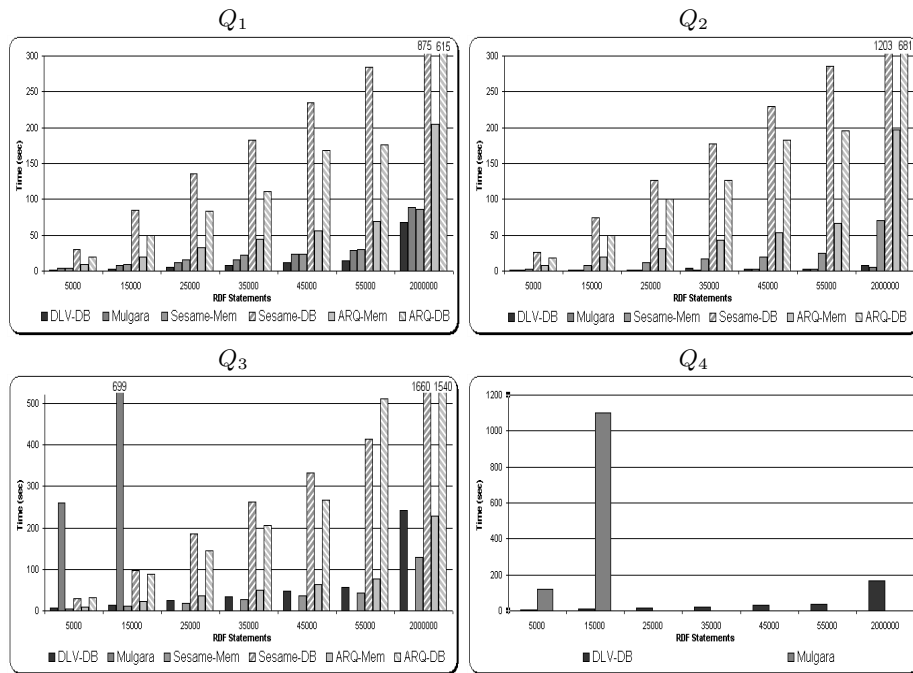 Q1
875 615
300
250
200
150
100
50
0
Time (sec)
5000 15000 25000 35000 45000 55000 2000000
RDF Statements
DLV-DB Mulgara Sesame-Mem Sesame-DB ARQ-Mem ARQ-DB
Q2
1203 681
300
250
200
150
100
50
0
Time (sec)
5000 15000 25000 35000 45000 55000 2000000
RDF Statements
DLV-DB Mulgara Sesame-Mem Sesame-DB ARQ-Mem ARQ-DB
Q3
699 1660 1540
500
400
300
200
100
0
Time (sec)
5000 15000 25000 35000 45000 55000 2000000
RDF Statements
DLV-DB Mulgara Sesame-Mem Sesame-DB ARQ-Mem ARQ-DB
Q4
1200
1000
800
600
400
200
0
Time (sec)
5000 15000 25000 35000 45000 55000 2000000
RDF Statements
DLV-DB Mulgara